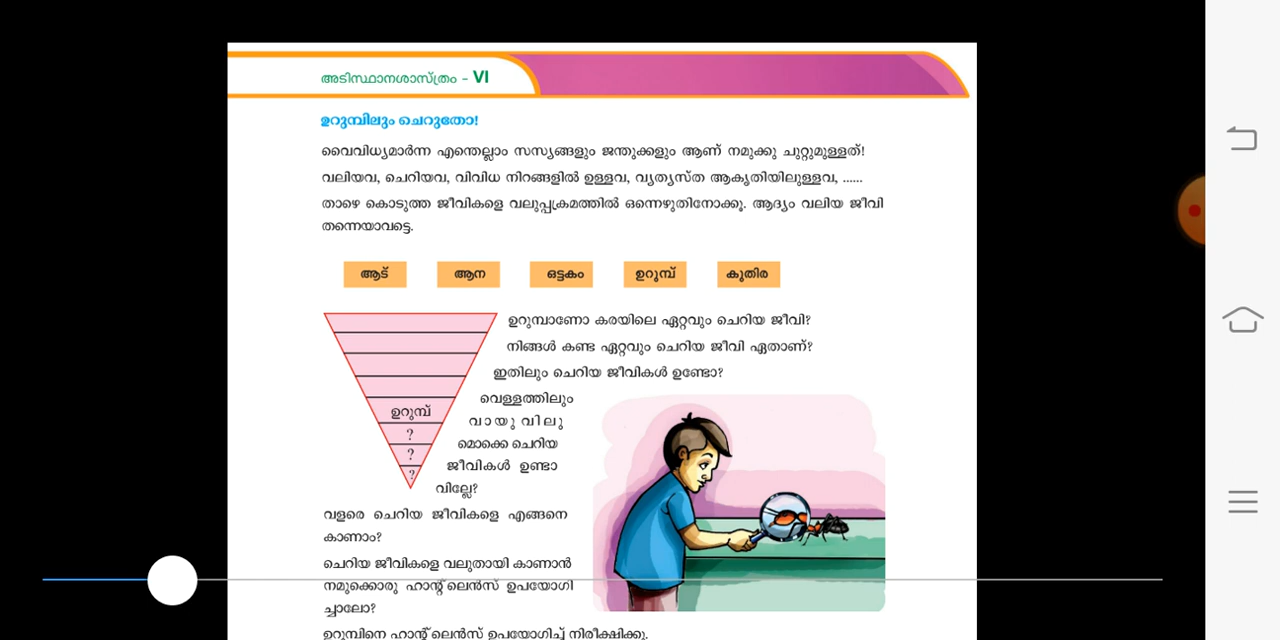 അടിസ്ഥാനശാസ്ത്രം - VI
ഉറുമ്പിലും ചെറുതോ!
വൈവിധ്യമാർന്ന എന്തെല്ലാം സസ്യങ്ങളും ജന്തുക്കളും ആണ് നമുക്കു ചുറ്റുമുള്ളത്!
വലിയവ, ചെറിയവ, വിവിധ നിറങ്ങളിൽ ഉള്ളവ, വ്യത്യസ്ത ആകൃതിയിലുള്ളവ, ......
താഴെ കൊടുത്ത ജീവികളെ വലുപ്പക്രമത്തിൽ ഒന്നെഴുതിനോക്കൂ. ആദ്യം വലിയ ജീവി
തന്നെയാവട്ടെ.
ആട് ആന ഒട്ടകം ഉറുമ്പ് കുതിര
ഉറുമ്പാണോ കരയിലെ ഏറ്റവും ചെറിയ ജീവി?
നിങ്ങൾ കണ്ട ഏറ്റവും ചെറിയ ജീവി ഏതാണ്?
ഇതിലും ചെറിയ ജീവികൾ ഉണ്ടോ?
വെള്ളത്തിലും
വായുവിലു
മൊക്കെ ചെറിയ
ജീവികൾ ഉണ്ടാ
വില്ലേ?
ഉറുമ്പ്
?
?
?
വളരെ ചെറിയ ജീവികളെ എങ്ങനെ
കാണാം?
ചെറിയ ജീവികളെ വലുതായി കാണാൻ
നമുക്കൊരു ഹാന്റ് ലെൻസ് ഉപയോഗി
ച്ചാലോ?
ഉറുമ്പിനെ ഹാന്റ് ലെൻസ് ഉപയോഗിച്ച് നിരീക്ഷിക്കൂ.